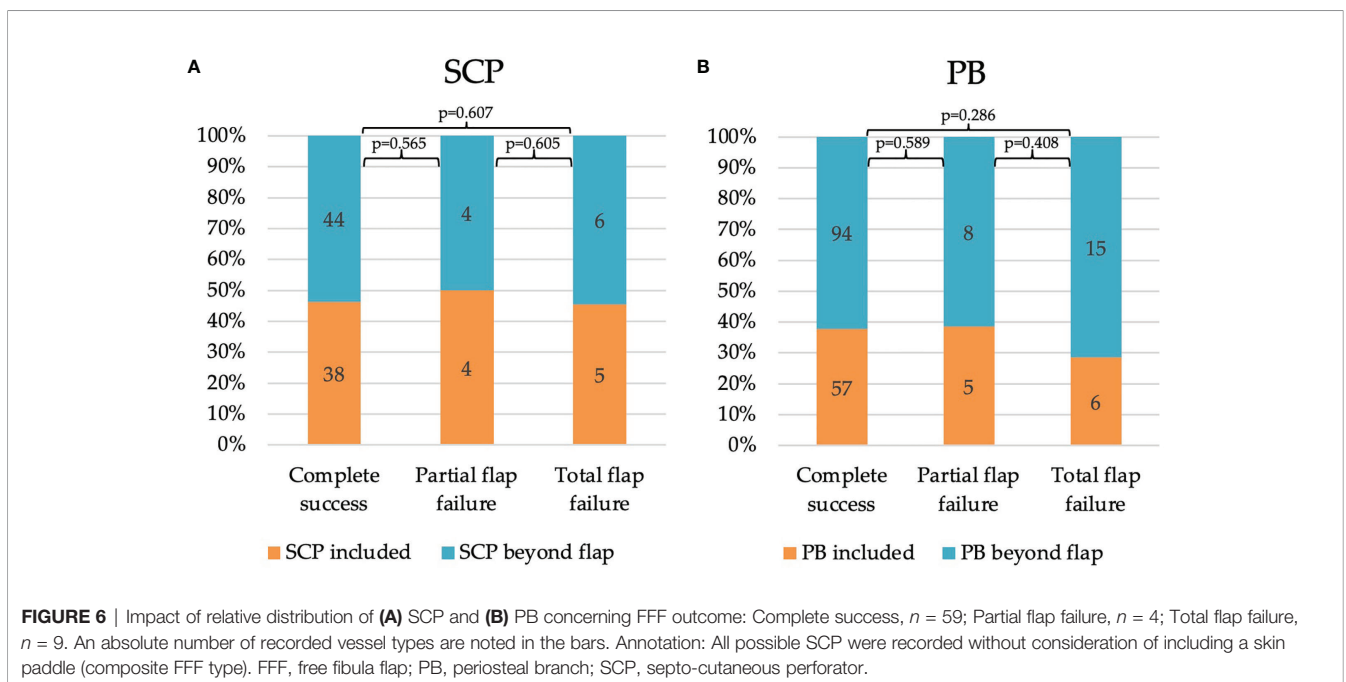 A
SCP
p=0.607
p=0.565
p=0.605
100%
90%
80%
70%
60%
50%
40%
30%
20%
10%
0%
44
4
6
38
4
5
Complete success
Partial flap failure
Total flap failure
SCP included
SCP beyond flap
B
PB
p=0.286
p=0.589
p=0.408
100%
90%
80%
70%
60%
50%
40%
30%
20%
10%
0%
94
8
15
57
5
6
Complete success
Partial flap failure
Total flap failure
PB included
PB beyond flap
FIGURE 6 | Impact of relative distribution of (A) SCP and (B) PB concerning FFF outcome: Complete success, n = 59; Partial flap failure, n = 4; Total flap failure,
n = 9. An absolute number of recorded vessel types are noted in the bars. Annotation: All possible SCP were recorded without consideration of including a skin
paddle (composite FFF type). FFF, free fibula flap; PB, periosteal branch; SCP, septo-cutaneous perforator.